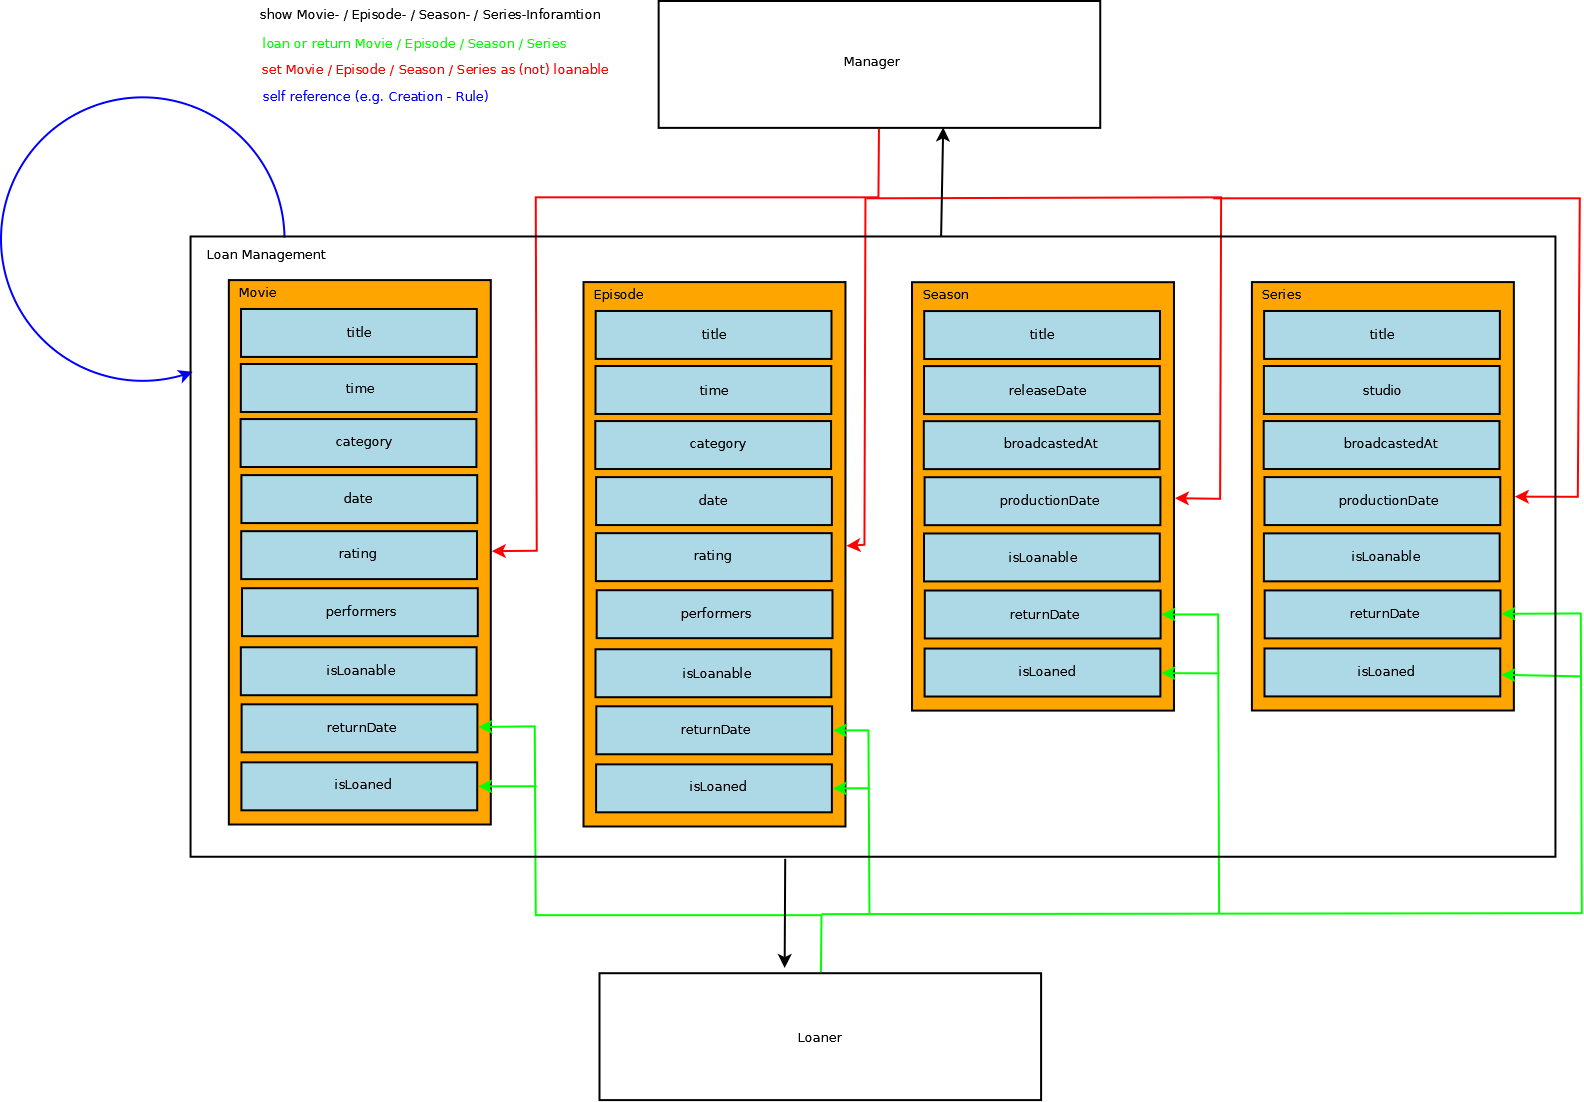 show Movie- / Episode- / Season- / Series-Inforamtion
loan or return Movie / Episode / Season / Series
set Movie / Episode / Season / Series as (not) loanable
self reference (e.g. Creation - Rule)
Manager
Loan Management
Movie
title
time
category
date
rating
performers
isLoanable
returnDate
isLoaned
Episode
title
time
category
date
rating
performers
isLoanable
returnDate
isLoaned
Season
title
releaseDate
broadcastedAt
productionDate
isLoanable
returnDate
isLoaned
Series
title
studio
broadcastedAt
productionDate
isLoanable
returnDate
isLoaned
Loaner